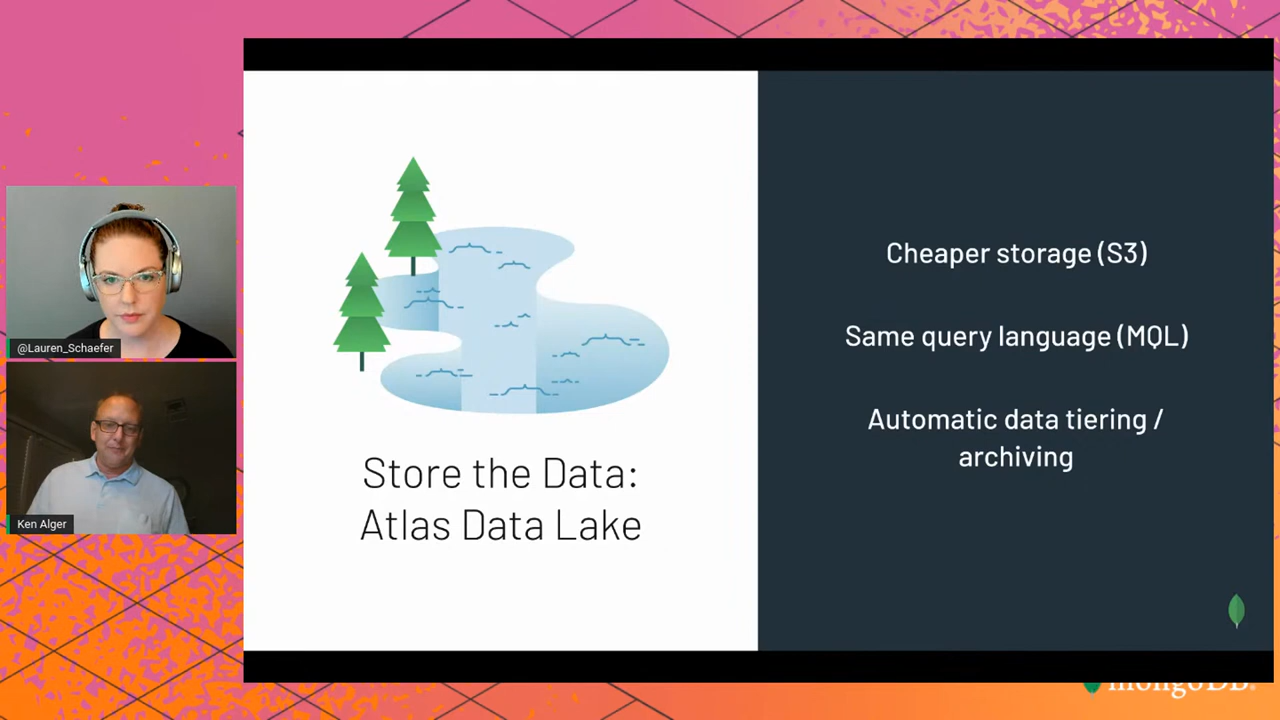 @Lauren_Schaefer
Ken Alger
Store the Data:
Atlas Data Lake
Cheaper storage (S3)
Same query language (MQL)
Automatic data tiering /
archiving
mongoDB